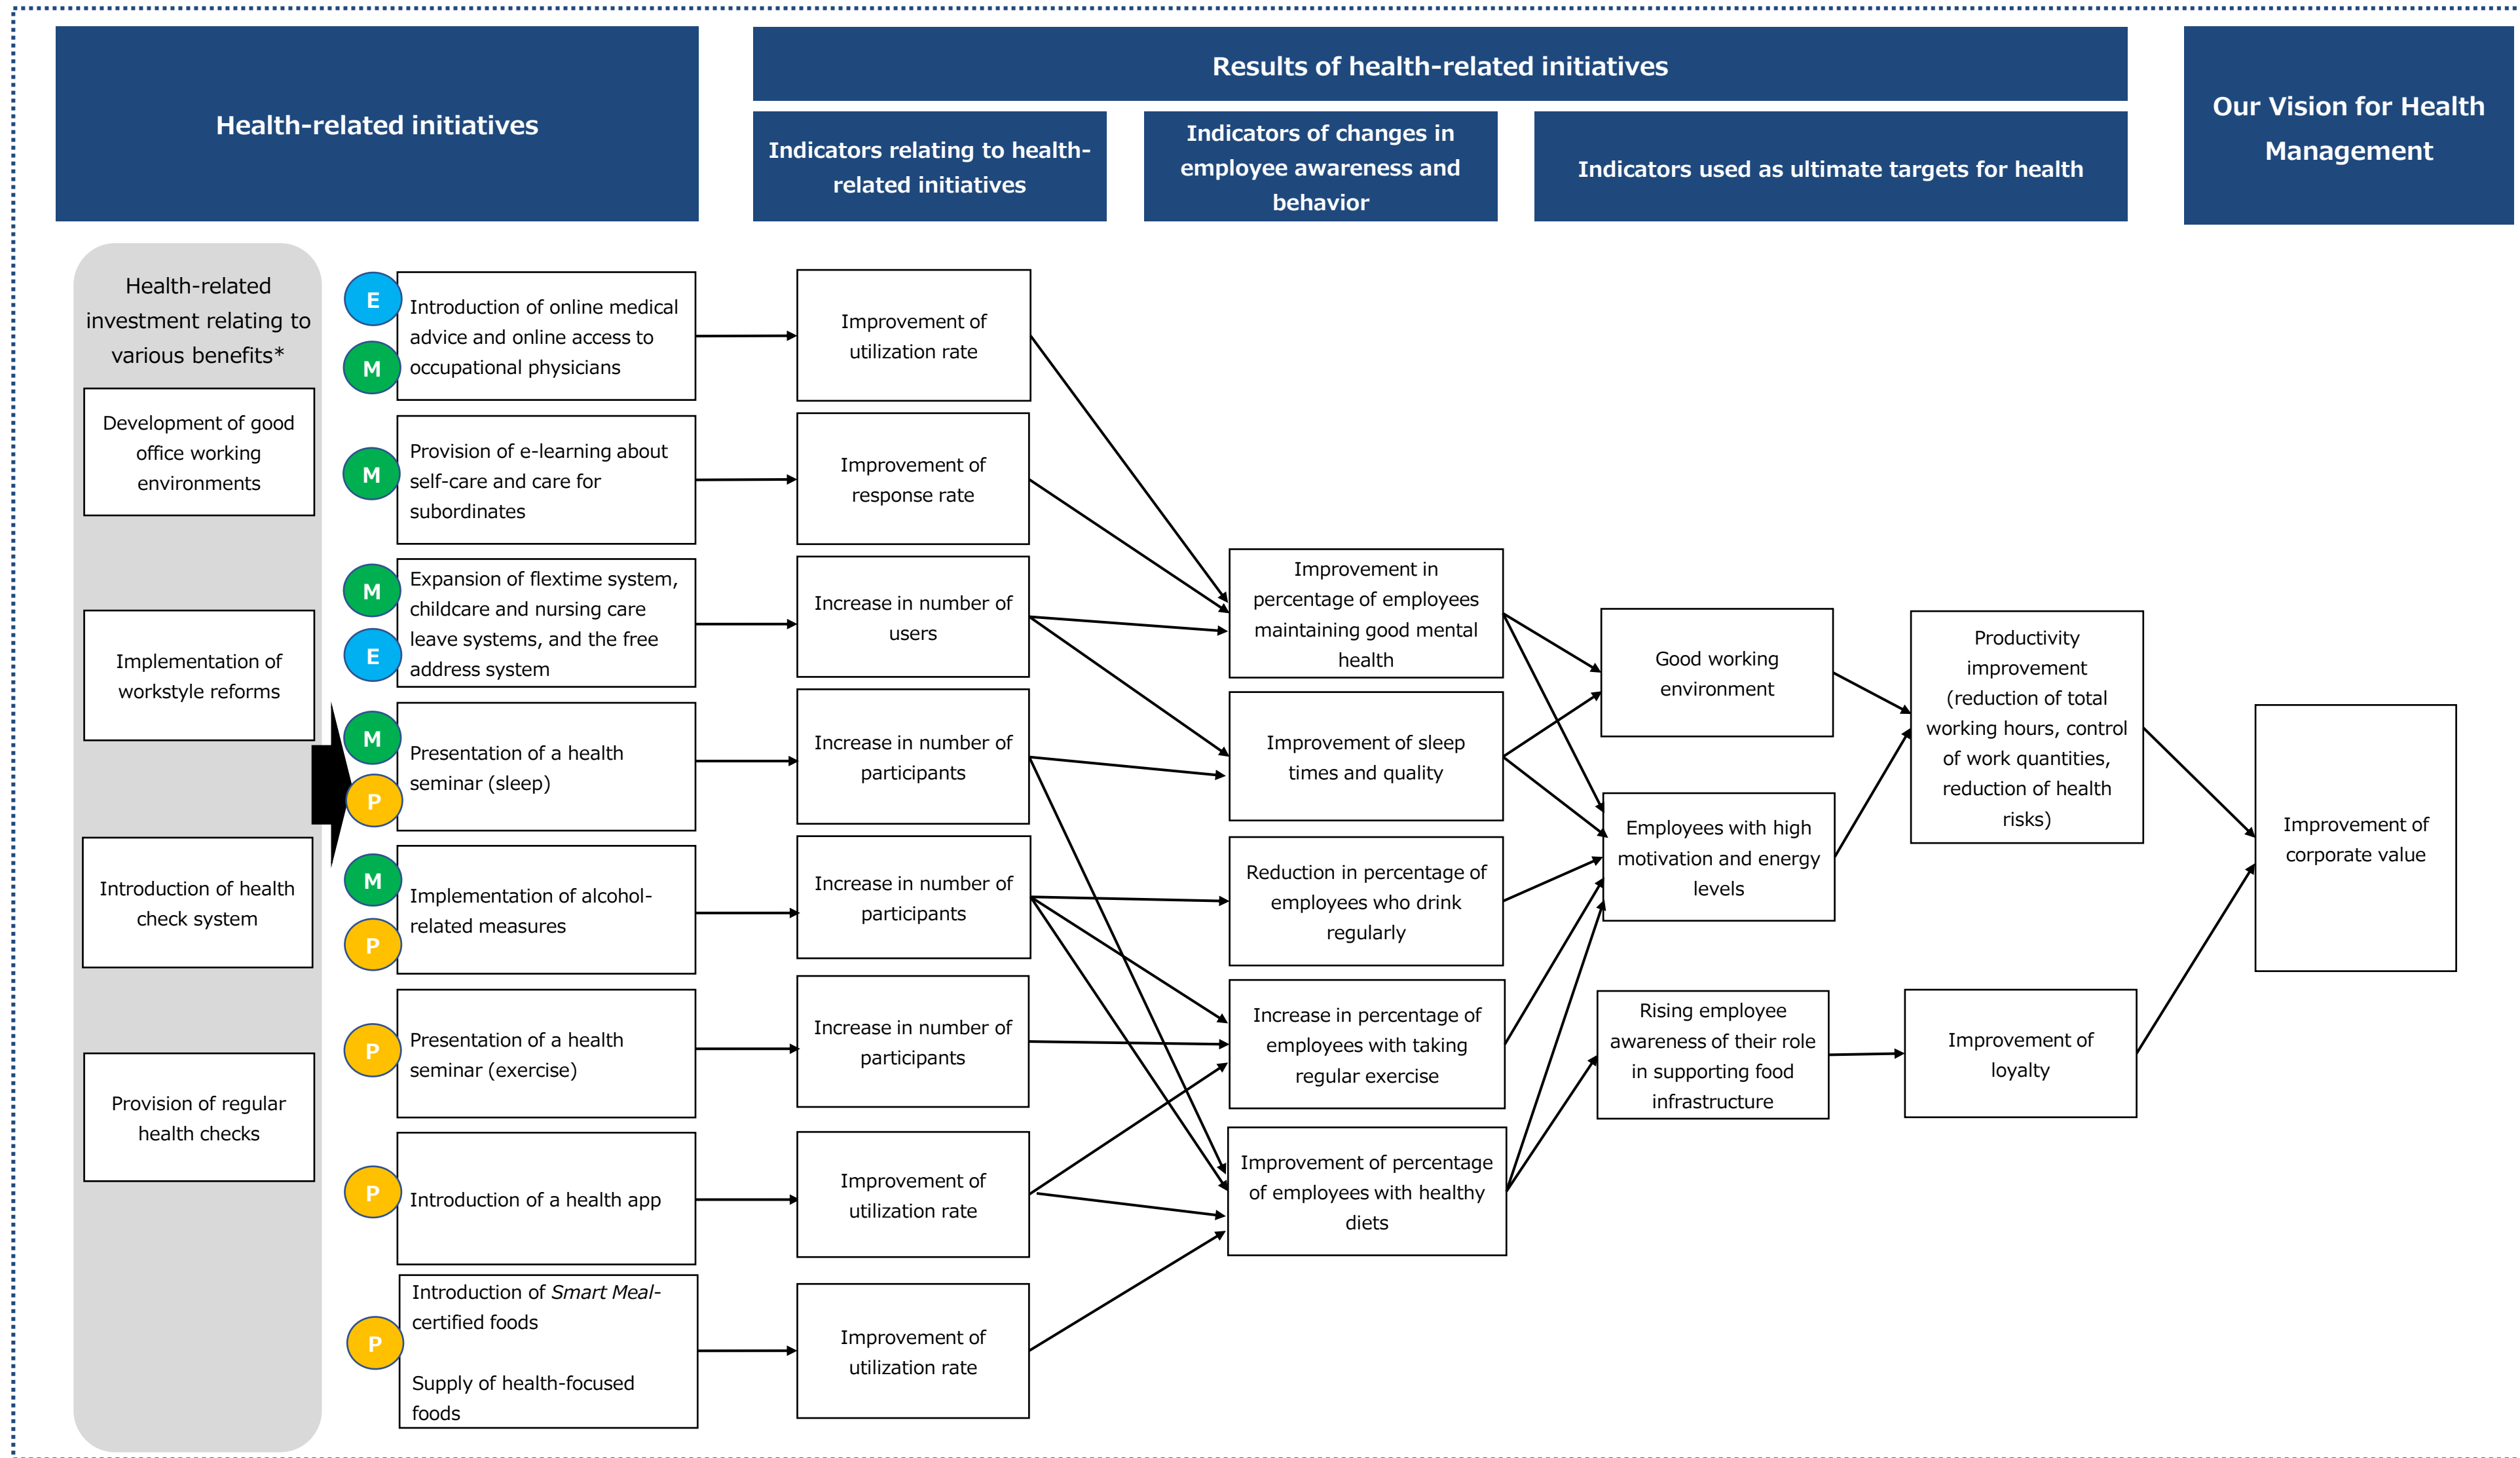 Health-related initiatives
Results of health-related initiatives
Indicators relating to health-
related initiatives
Indicators of changes in
employee awareness and
behavior
Indicators used as ultimate targets for health
Our Vision for Health
Management
Health-related
investment relating to
various benefits*
Development of good
office working
environments
Implementation of
workstyle reforms
Introduction of health
check system
Provision of regular
health checks
E
M
Introduction of online medical
advice and online access to
occupational physicians
M
Provision of e-learning about
self-care and care for
subordinates
M
E
Expansion of flextime system,
childcare and nursing care
leave systems, and the free
address system
M
P
Presentation of a health
seminar (sleep)
M
P
Implementation of alcohol-
related measures
P
Presentation of a health
seminar (exercise)
P
Introduction of a health app
P
Introduction of Smart Meal-
certified foods
Supply of health-focused
foods
Improvement of
utilization rate
Improvement of
response rate
Increase in number of
users
Increase in number of
participants
Increase in number of
participants
Increase in number of
participants
Improvement of
utilization rate
Improvement of
utilization rate
Improvement in
percentage of employees
maintaining good mental
health
Improvement of sleep
times and quality
Reduction in percentage of
employees who drink
regularly
Increase in percentage of
employees with taking
regular exercise
Improvement of percentage
of employees with healthy
diets
Good working
environment
Employees with high
motivation and energy
levels
Rising employee
awareness of their role
in supporting food
infrastructure
Productivity
improvement
(reduction of total
working hours, control
of work quantities,
reduction of health
risks)
Improvement of
loyalty
Improvement of
corporate value